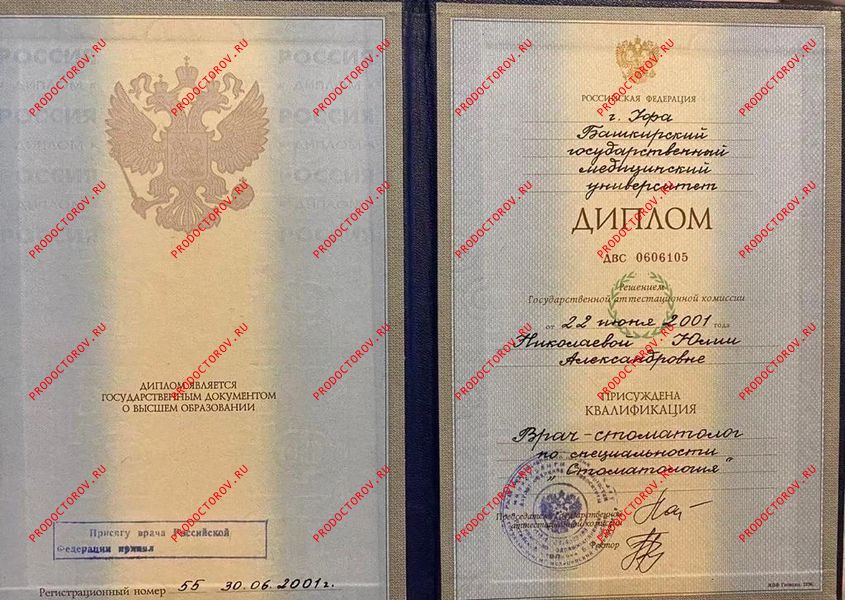 ДИПЛОМ ЯВЛЯЕТСЯ
ГОСУДАРСТВЕННЫМ ДОКУМЕНТОМ
О ВЫСШЕМ ОБРАЗОВАНИИ
Присягу врача Российской
Федерации принял
Регистрационный номер 55 30.06.2001г.
РОССИЙСКАЯ ФЕДЕРАЦИЯ
г. Уфа
Башкирский
государственный
медицинский
университет
ДИПЛОМ
ДВС 0606105
Решением
Государственной аттестационной комиссии
от 22 июня 2001 года
Николаевой Юлии
Александровне
ПРИСУЖДЕНА
КВАЛИФИКАЦИЯ
Врач-стоматолог
по специальности
"Стоматология"
Председатель Государственной
аттестационной комиссии
Ректор
PRODOCTOROV.RU